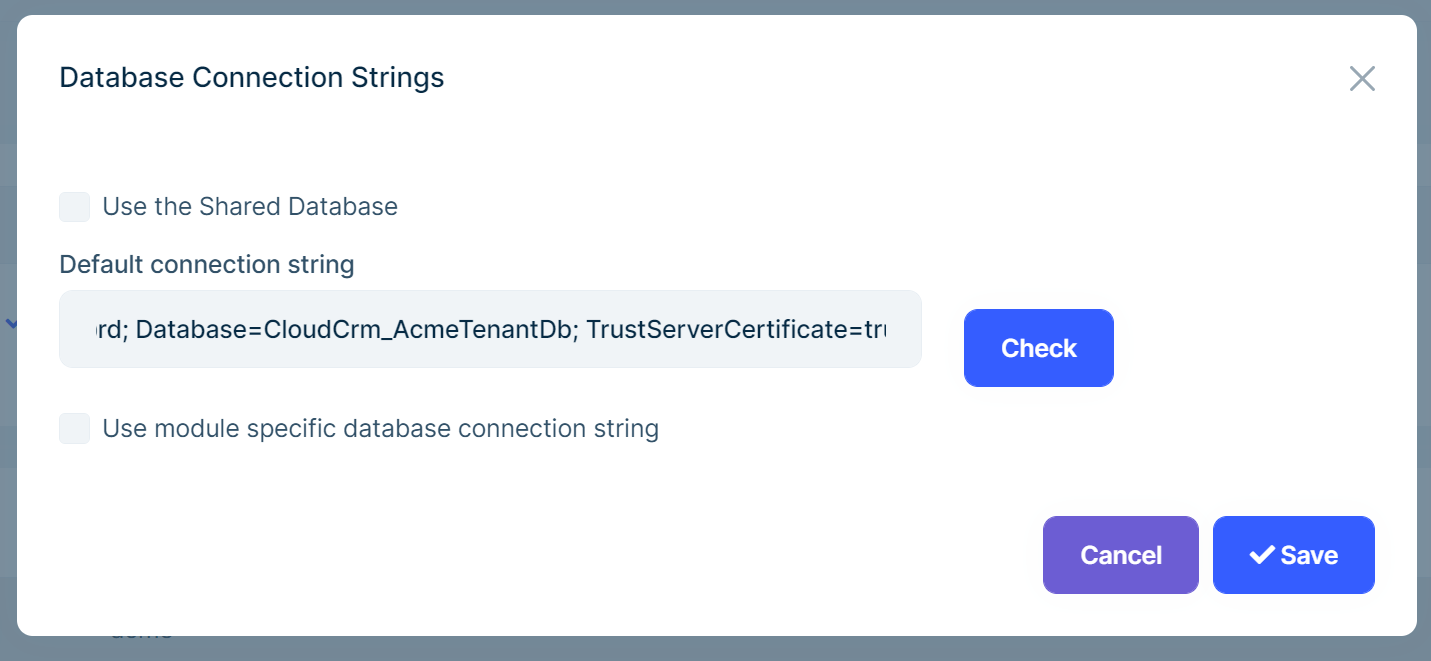 Database Connection Strings
Use the Shared Database
Default connection string
rd; Database=CloudCrm_AcmeTenantDb; TrustServerCertificate=tr
Check
Use module specific database connection string
Cancel
Save